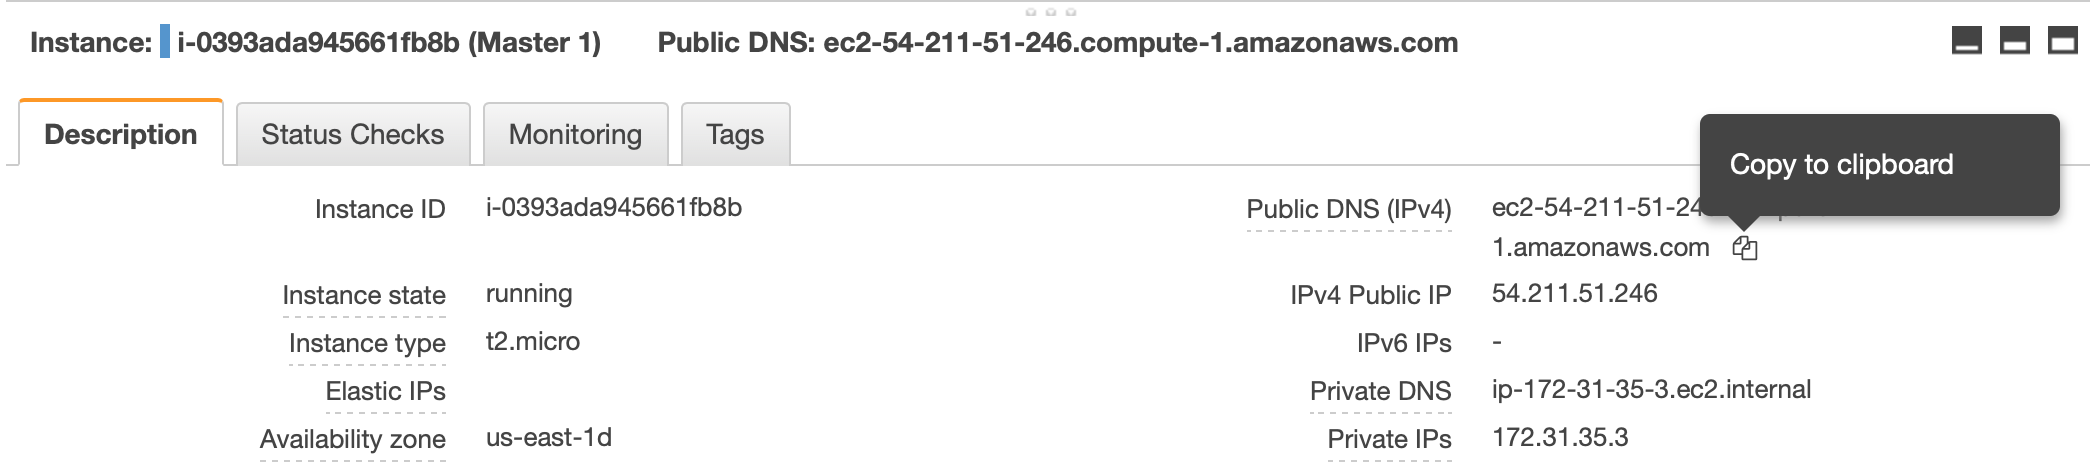 Instance: i-0393ada945661fb8b (Master 1) Public DNS: ec2-54-211-51-246.compute-1.amazonaws.com
Description Status Checks Monitoring Tags
Copy to clipboard
Instance ID i-0393ada945661fb8b
Public DNS (IPv4) ec2-54-211-51-24
1.amazonaws.com
Instance state running
IPv4 Public IP 54.211.51.246
Instance type t2.micro
IPv6 IPs -
Elastic IPs
Private DNS ip-172-31-35-3.ec2.internal
Availability zone us-east-1d
Private IPs 172.31.35.3